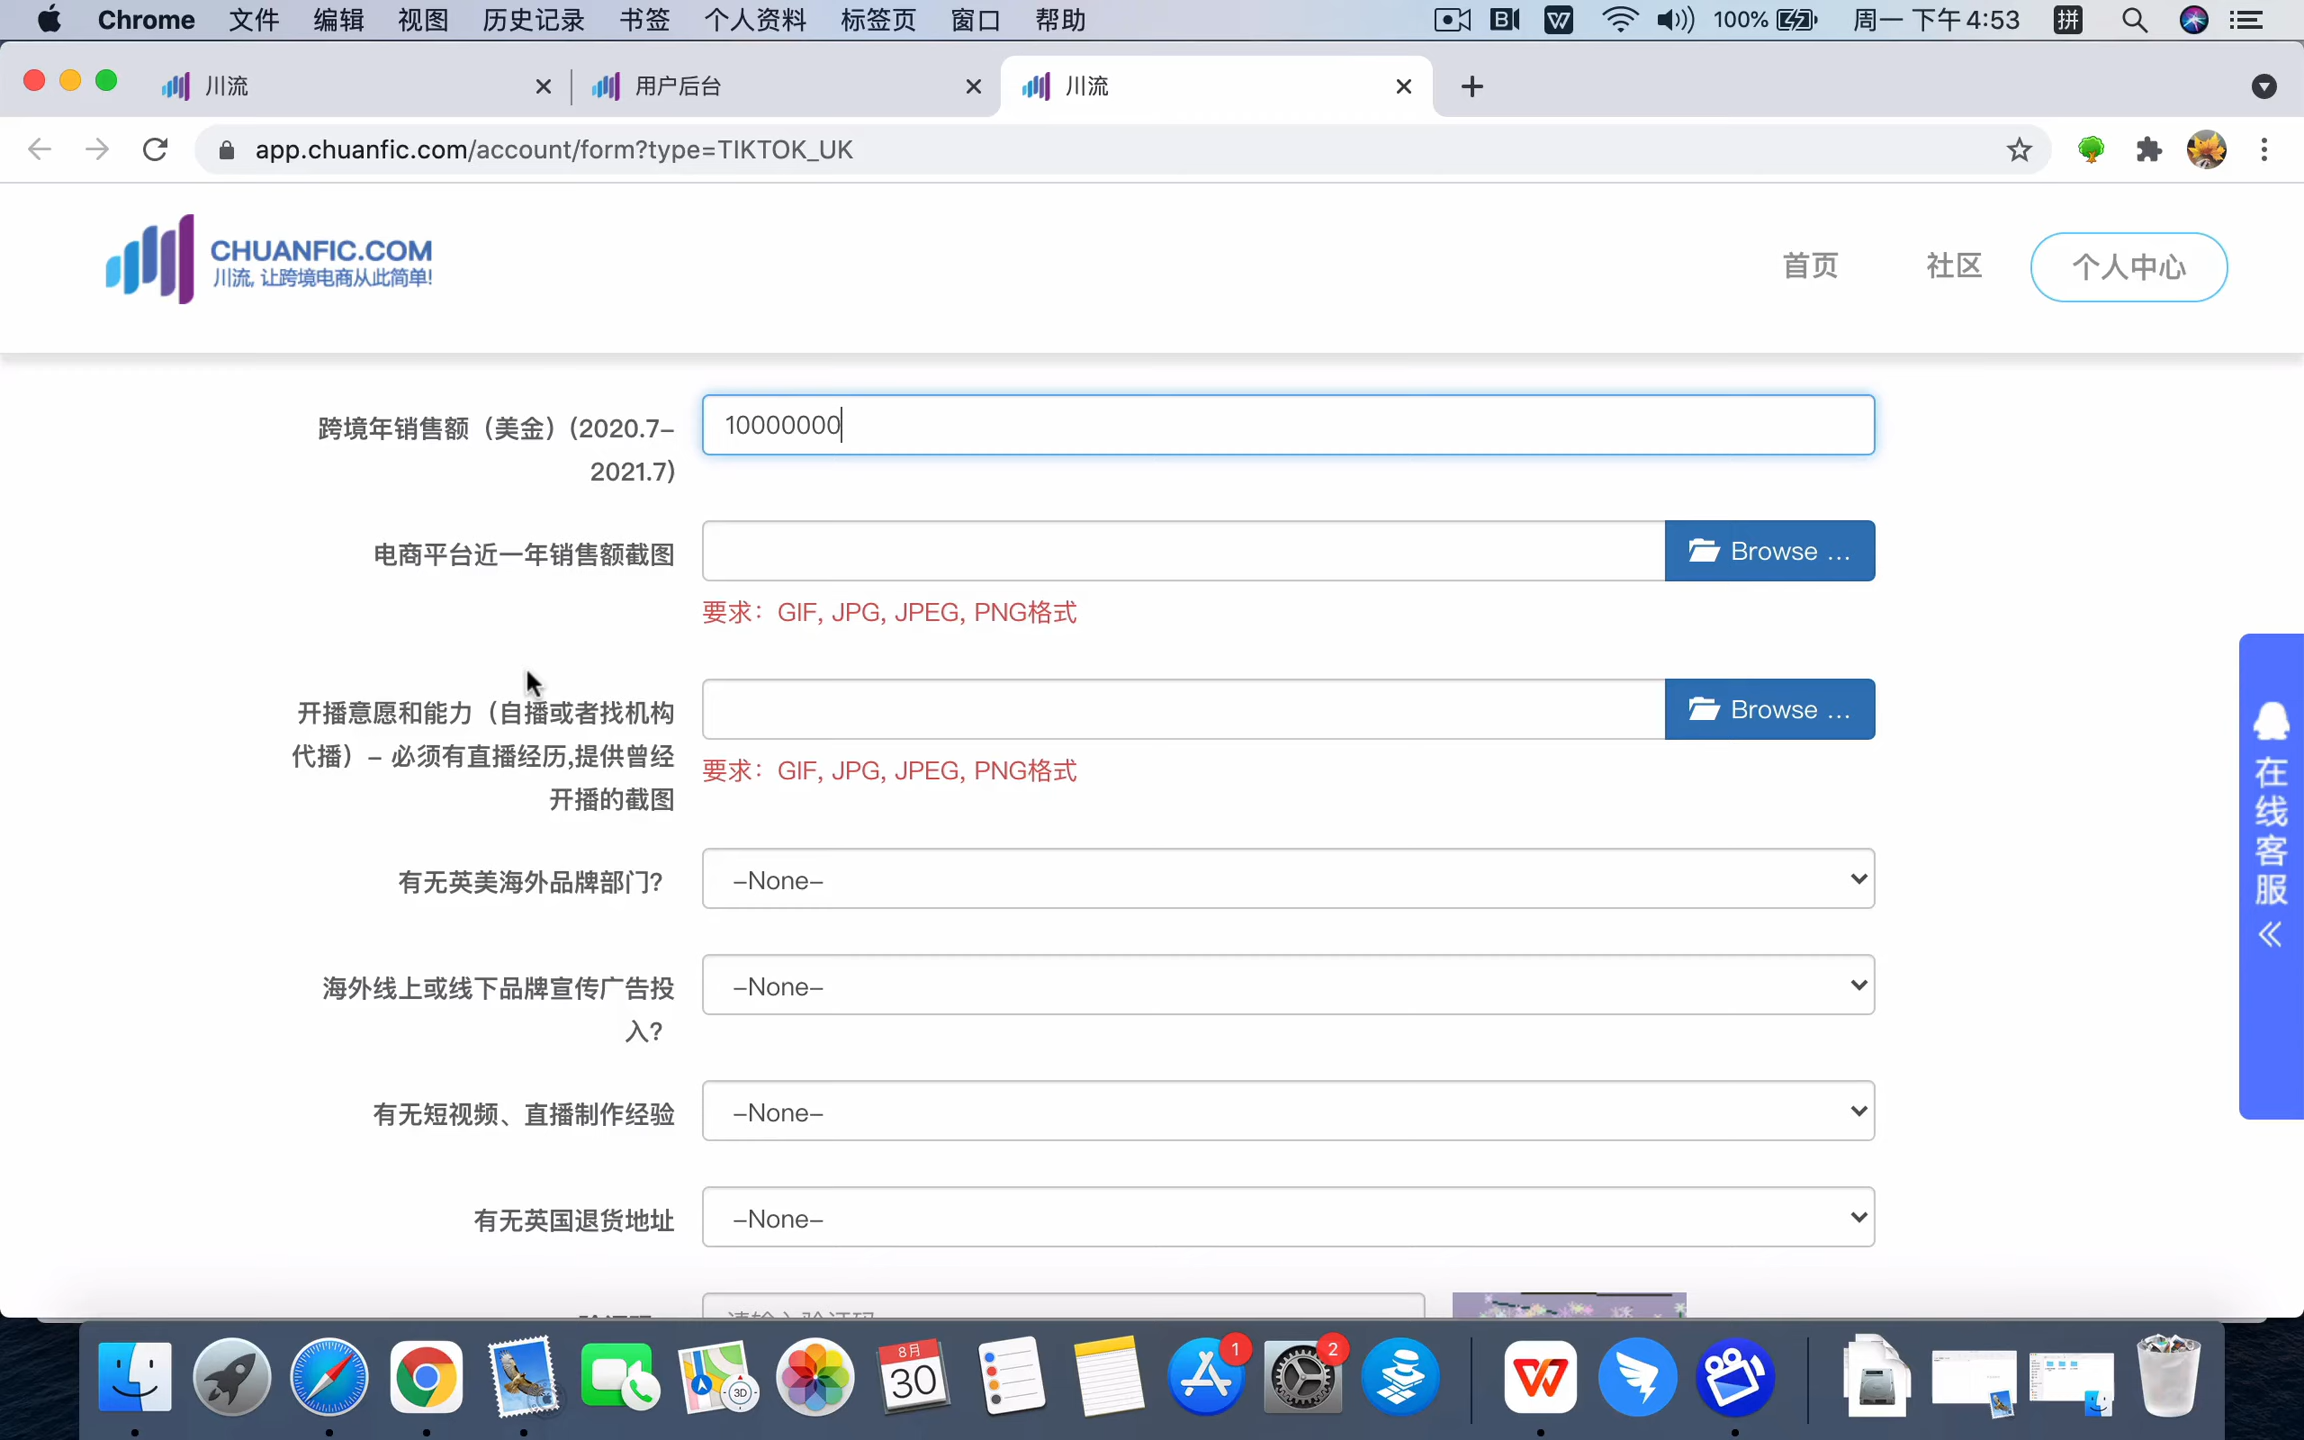 Chrome 文件 编辑 视图 历史记录 书签 个人资料 标签页 窗口 帮助 100% 周一 下午4:53 拼
川流 用户后台 川流
app.chuanfic.com/account/form?type=TIKTOK_UK
CHUANFIC.COM
川流, 让跨境电商从此简单!
首页 社区 个人中心
跨境年销售额（美金）(2020.7–
2021.7)
10000000
电商平台近一年销售额截图
Browse ...
要求：GIF, JPG, JPEG, PNG格式
开播意愿和能力（自播或者找机构
代播）– 必须有直播经历,提供曾经
开播的截图
Browse ...
要求：GIF, JPG, JPEG, PNG格式
有无英美海外品牌部门?
–None–
海外线上或线下品牌宣传广告投
入?
–None–
有无短视频、直播制作经验
–None–
有无英国退货地址
–None–
在线客服
8月
30
3D
1
2